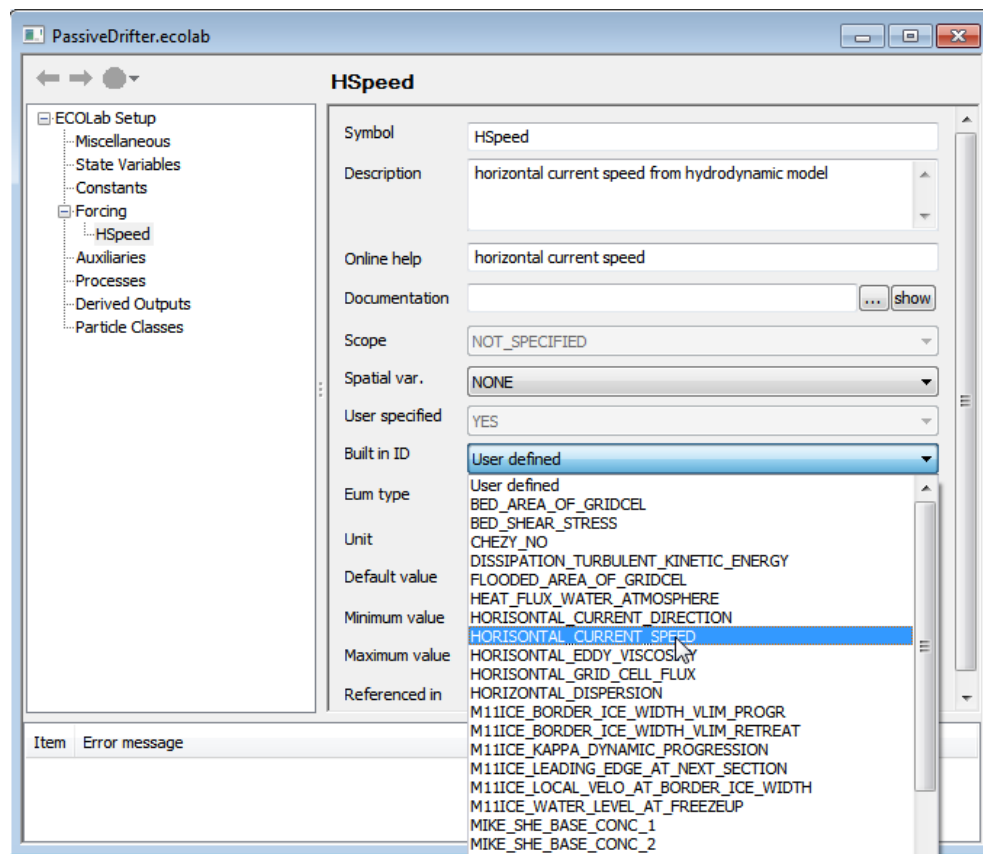 PassiveDrifter.ecolab
HSpeed
ECOLab Setup
Miscellaneous
State Variables
Constants
Forcing
HSpeed
Auxiliaries
Processes
Derived Outputs
Particle Classes
Symbol HSpeed
Description horizontal current speed from hydrodynamic model
Online help horizontal current speed
Documentation ... show
Scope NOT_SPECIFIED
Spatial var. NONE
User specified YES
Built in ID User defined
Eum type
Unit
Default value
Minimum value
Maximum value
Referenced in
User defined
BED_AREA_OF_GRIDCEL
BED_SHEAR_STRESS
CHEZY_NO
DISSIPATION_TURBULENT_KINETIC_ENERGY
FLOODED_AREA_OF_GRIDCEL
HEAT_FLUX_WATER_ATMOSPHERE
HORISONTAL_CURRENT_DIRECTION
HORISONTAL_CURRENT_SPEED
HORISONTAL_EDDY_VISCOSITY
HORISONTAL_GRID_CELL_FLUX
HORIZONTAL_DISPERSION
M11ICE_BORDER_ICE_WIDTH_VLIM_PROGR
M11ICE_BORDER_ICE_WIDTH_VLIM_RETREAT
M11ICE_KAPPA_DYNAMIC_PROGRESSION
M11ICE_LEADING_EDGE_AT_NEXT_SECTION
M11ICE_LOCAL_VELO_AT_BORDER_ICE_WIDTH
M11ICE_WATER_LEVEL_AT_FREEZEUP
MIKE_SHE_BASE_CONC_1
MIKE_SHE_BASE_CONC_2
Item Error message